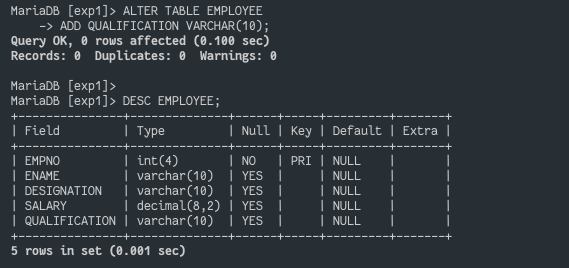 MariaDB [exp1]> ALTER TABLE EMPLOYEE
    -> ADD QUALIFICATION VARCHAR(10);
Query OK, 0 rows affected (0.100 sec)
Records: 0  Duplicates: 0  Warnings: 0

MariaDB [exp1]>
MariaDB [exp1]> DESC EMPLOYEE;
+---------------+--------------+------+-----+---------+-------+
| Field         | Type         | Null | Key | Default | Extra |
+---------------+--------------+------+-----+---------+-------+
| EMPNO         | int(4)       | NO   | PRI | NULL    |       |
| ENAME         | varchar(10)  | YES  |     | NULL    |       |
| DESIGNATION   | varchar(10)  | YES  |     | NULL    |       |
| SALARY        | decimal(8,2) | YES  |     | NULL    |       |
| QUALIFICATION | varchar(10)  | YES  |     | NULL    |       |
+---------------+--------------+------+-----+---------+-------+
5 rows in set (0.001 sec)